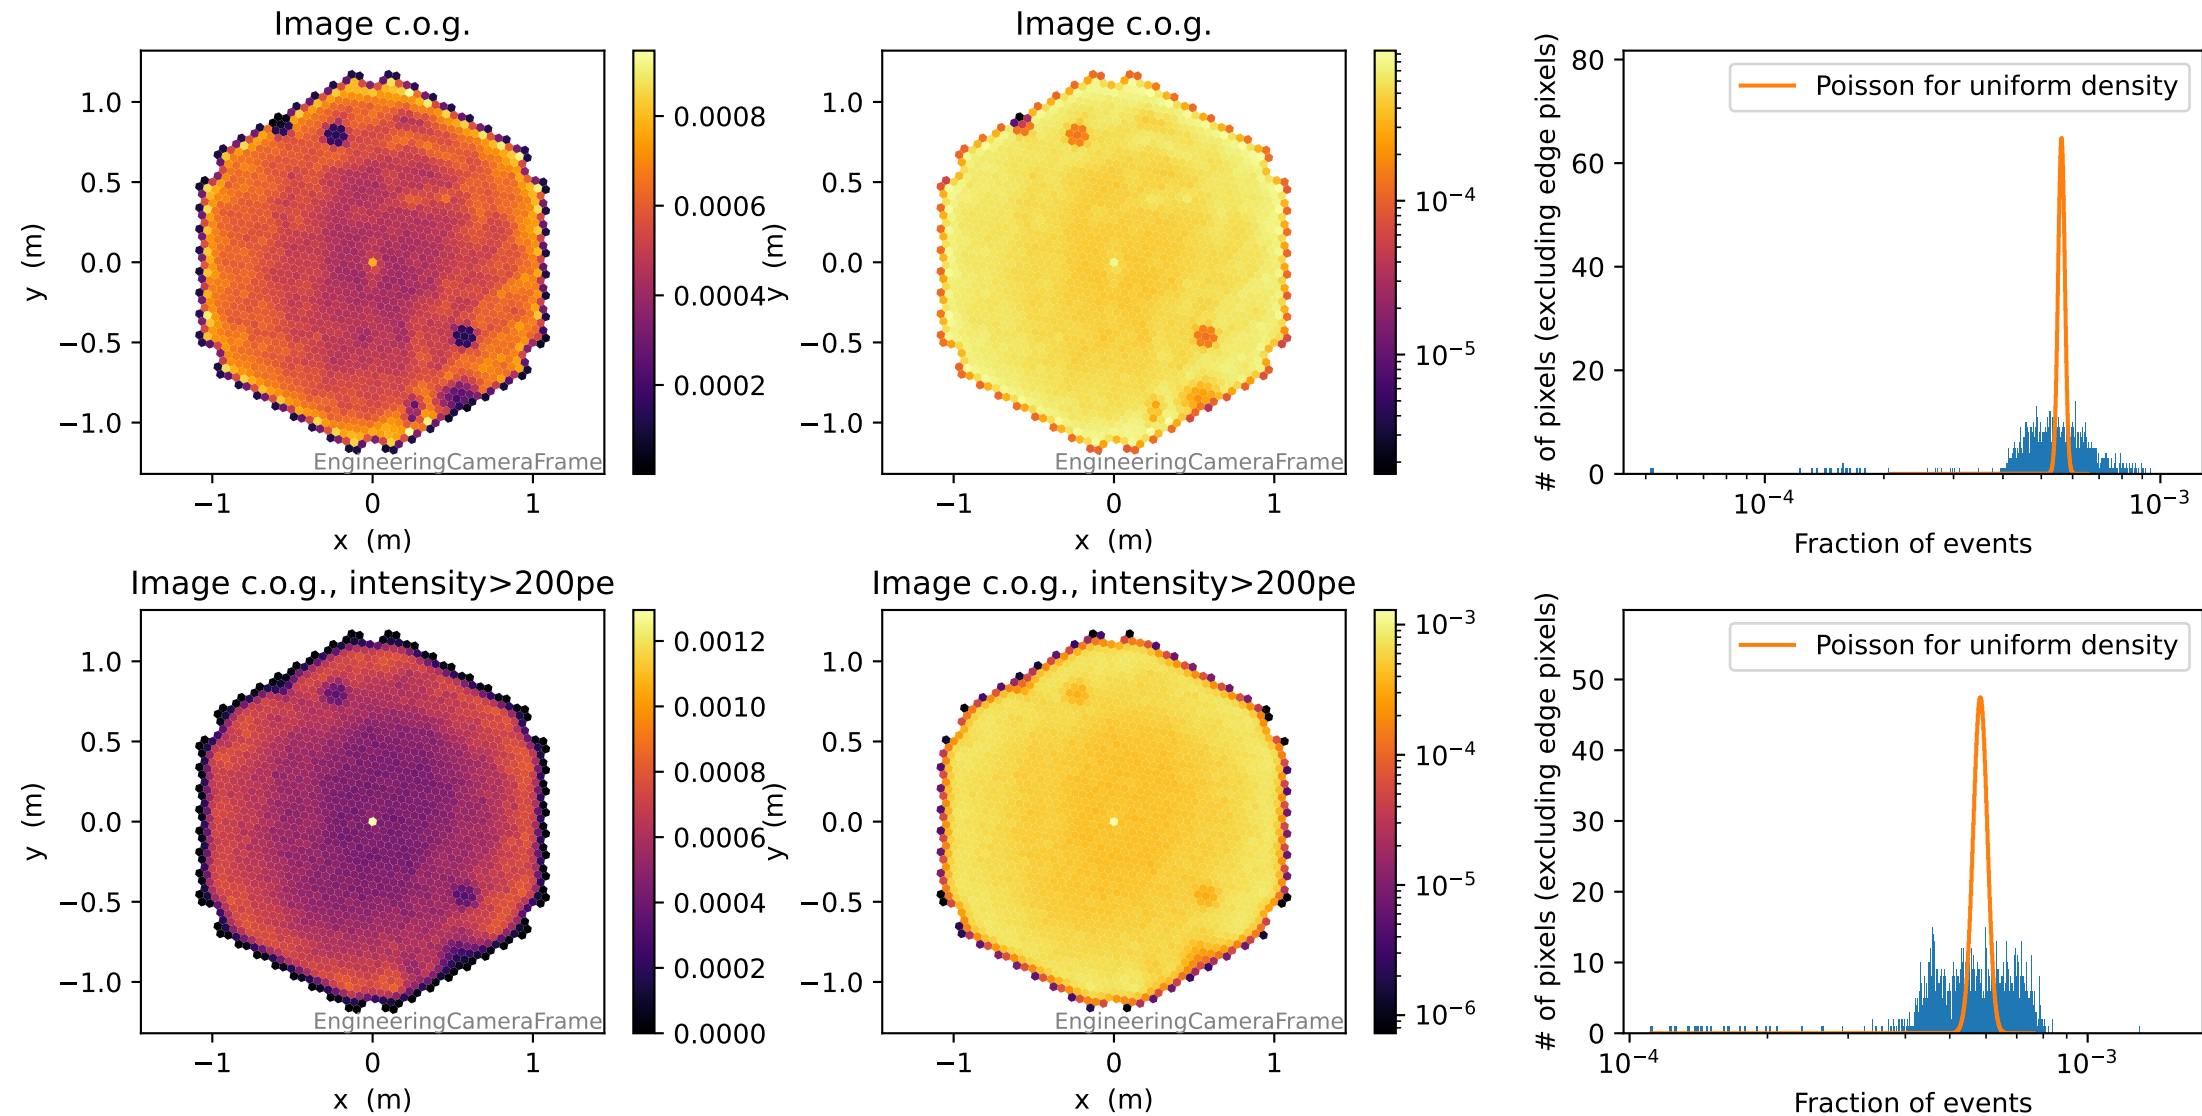 Image c.o.g.
y (m)
1.0
0.5
0.0
−0.5
−1.0
−1
0
1
x (m)
EngineeringCameraFrame
0.0008
0.0006
0.0004
0.0002
Image c.o.g.
y (m)
1.0
0.5
0.0
−0.5
−1.0
−1
0
1
x (m)
EngineeringCameraFrame
10⁻⁴
10⁻⁵
# of pixels (excluding edge pixels)
80
60
40
20
0
Poisson for uniform density
10⁻⁴
10⁻³
Fraction of events
Image c.o.g., intensity>200pe
y (m)
1.0
0.5
0.0
−0.5
−1.0
−1
0
1
x (m)
EngineeringCameraFrame
0.0012
0.0010
0.0008
0.0006
0.0004
0.0002
0.0000
Image c.o.g., intensity>200pe
y (m)
1.0
0.5
0.0
−0.5
−1.0
−1
0
1
x (m)
EngineeringCameraFrame
10⁻³
10⁻⁴
10⁻⁵
10⁻⁶
# of pixels (excluding edge pixels)
50
40
30
20
10
0
Poisson for uniform density
10⁻⁴
10⁻³
Fraction of events